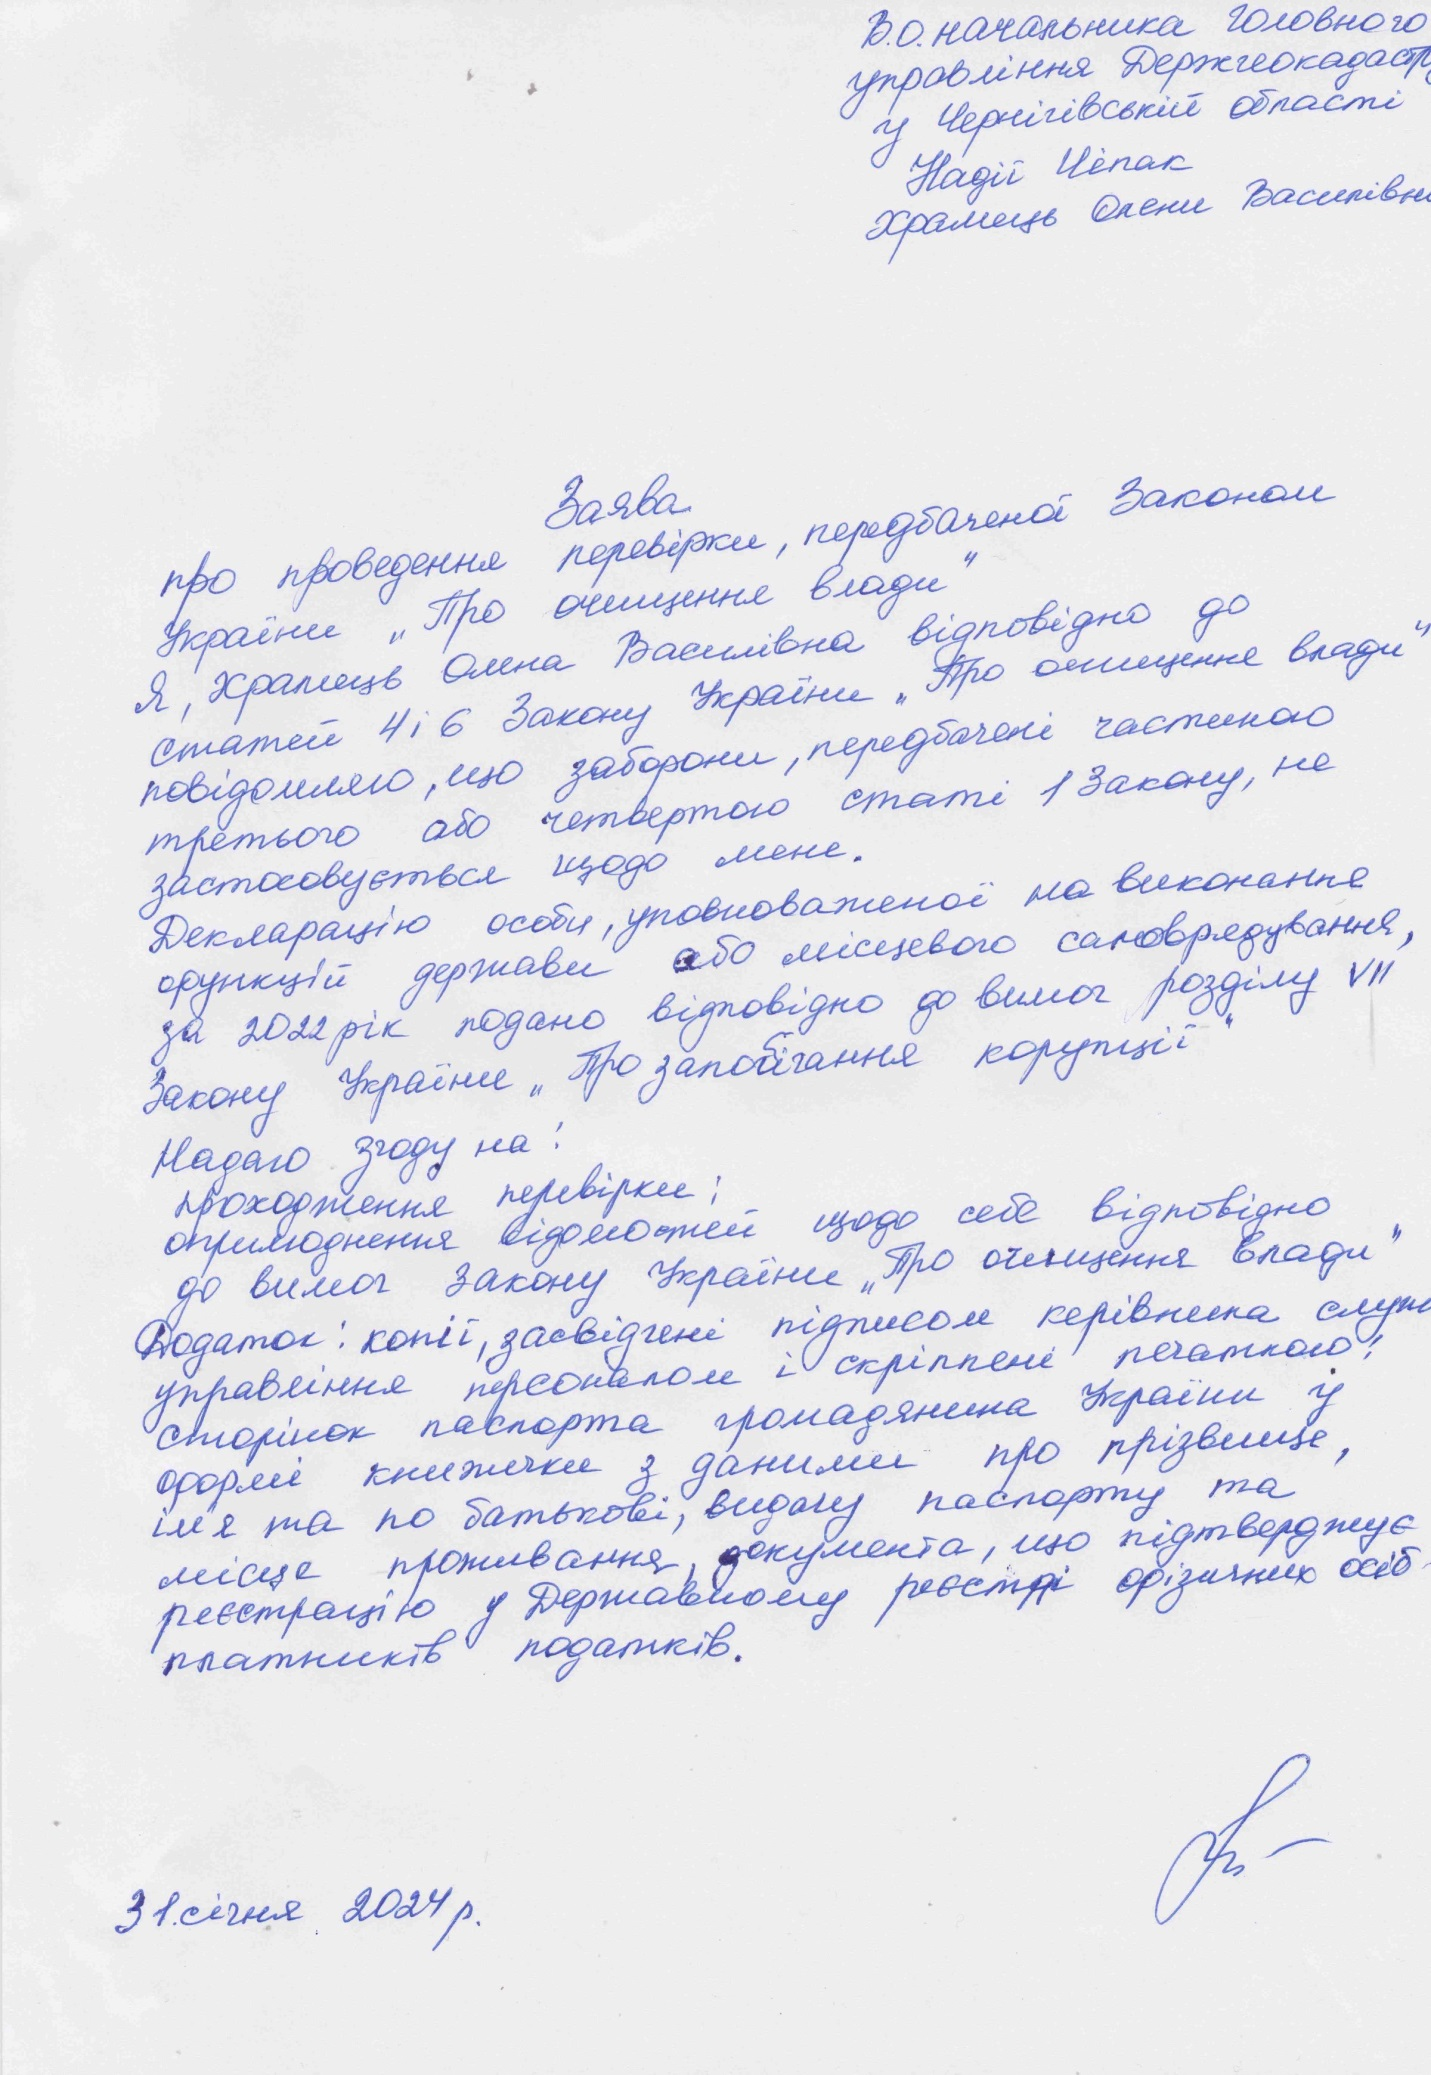 В.О. начальника Головного
управління Держгеокадастру
у Чернігівській області
Надії Чепак
Храмець Олени Василівни
Заява
про проведення перевірки, передбаченої Законом
України „Про очищення влади"
Я, Храмець Олена Василівна відповідно до
статей 4 і 6 Закону України „Про очищення влади"
повідомляю, що заборони, передбачені частиною
третього або четвертою статі 1 Закону, не
застосовується щодо мене.
Декларацію особи, уповноваженої на виконання
функцій держави або місцевого самоврядування,
за 2022 рік подано відповідно до вимог розділу VII
Закону України „Про запобігання корупції"
Надаю згоду на:
проходження перевірки;
оприлюднення відомостей щодо себе відповідно
до вимог Закону України „Про очищення влади"
Додаток: копії, засвідчені підписом керівника служ
управління персоналом і скріплені печаткою:
сторінок паспорта громадянина України у
формі книжечки з даними про прізвище,
ім'я та по батькові, видачу паспорту та
місце проживання, документа, що підтверджує
реєстрацію у Державному реєстрі фізичних осіб-
платників податків.
31.січня 2024 р.